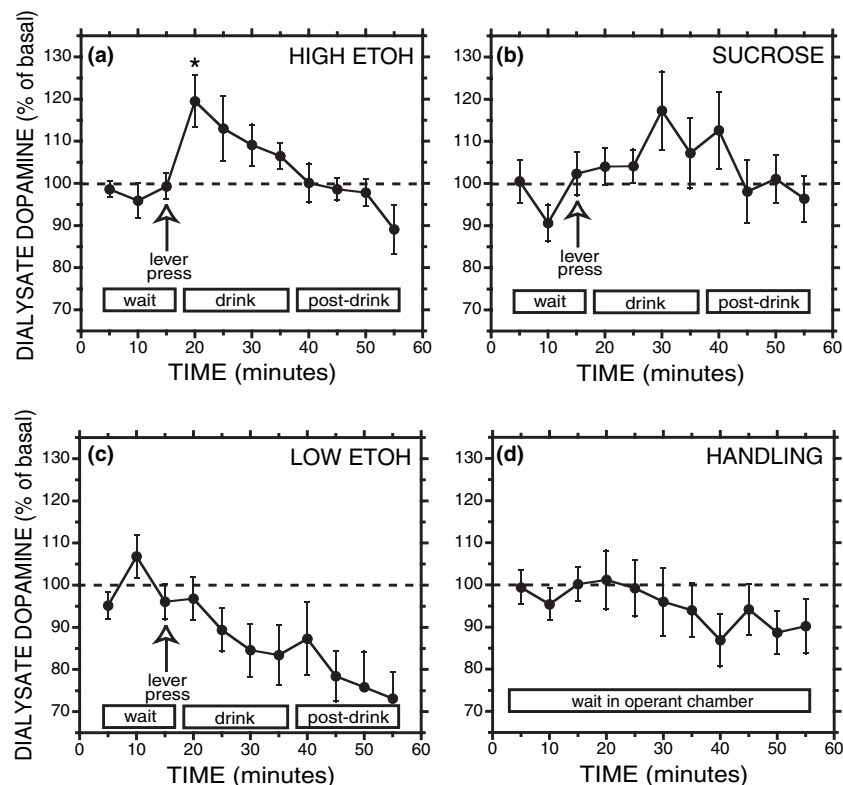 (a) HIGH ETOH
*
DIALYSATE DOPAMINE (% of basal)
130
120
110
100
90
80
70
lever
press
wait drink post-drink
0 10 20 30 40 50 60
TIME (minutes)
(b) SUCROSE
130
120
110
100
90
80
70
lever
press
wait drink post-drink
0 10 20 30 40 50 60
TIME (minutes)
(c) LOW ETOH
DIALYSATE DOPAMINE (% of basal)
130
120
110
100
90
80
70
lever
press
wait drink post-drink
0 10 20 30 40 50 60
TIME (minutes)
(d) HANDLING
130
120
110
100
90
80
70
wait in operant chamber
0 10 20 30 40 50 60
TIME (minutes)